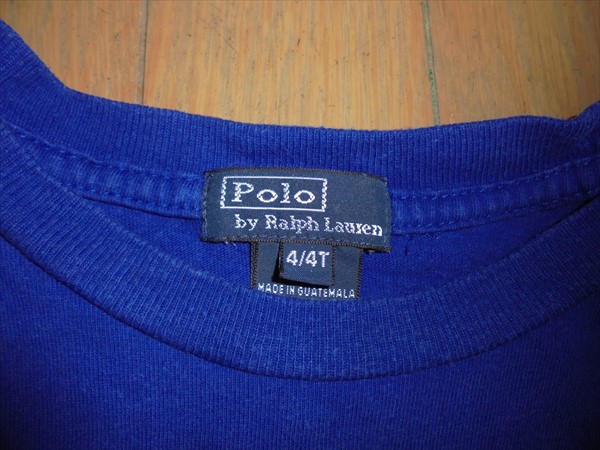 Polo
by Ralph Lauren
4/4T
MADE IN GUATEMALA